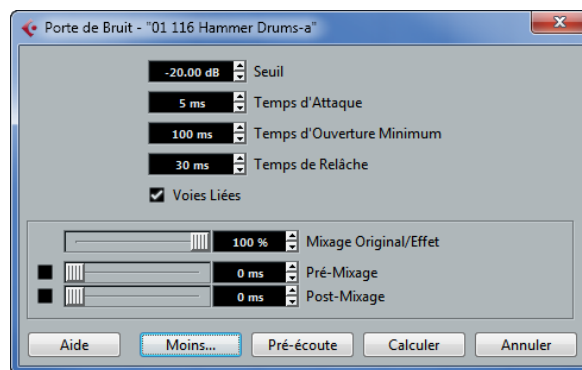 Porte de Bruit - "01 116 Hammer Drums-a"
-20.00 dB Seuil
5 ms Temps d'Attaque
100 ms Temps d'Ouverture Minimum
30 ms Temps de Relâche
Voies Liées
100 % Mixage Original/Effet
0 ms Pré-Mixage
0 ms Post-Mixage
Aide Moins... Pré-écoute Calculer Annuler